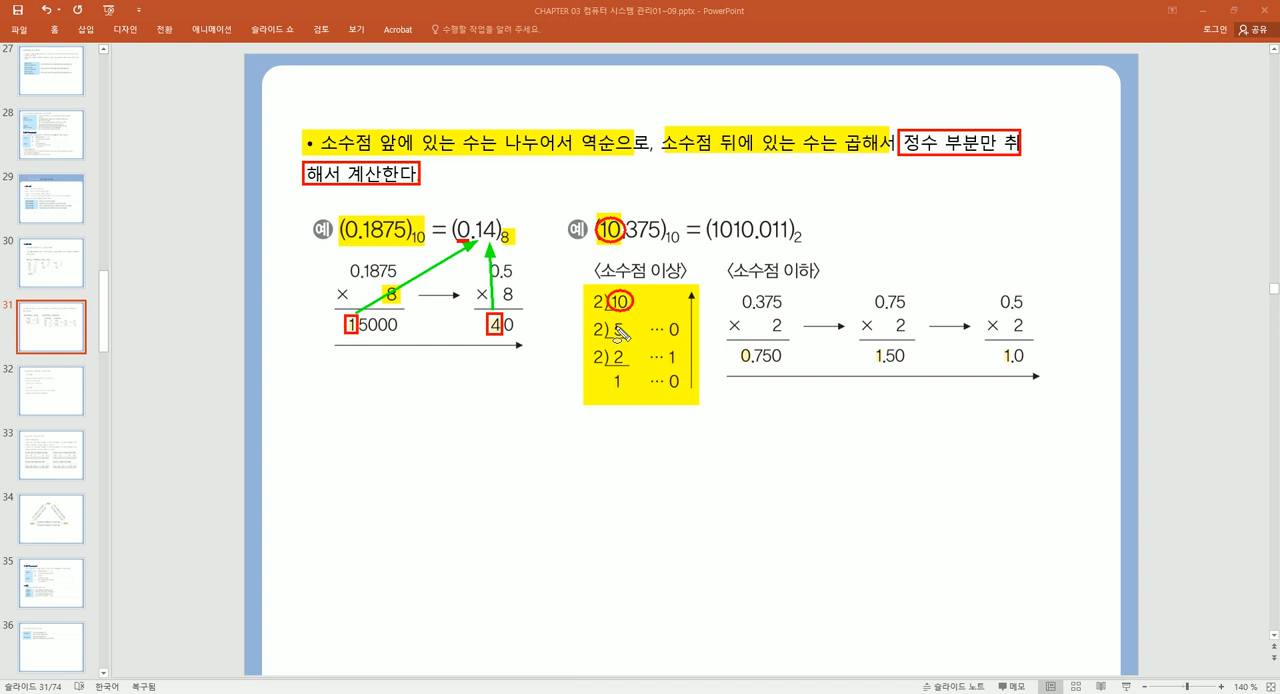 CHAPTER 03 컴퓨터 시스템 관리01~09.pptx - PowerPoint
파일 홈 삽입 디자인 전환 애니메이션 슬라이드 쇼 검토 보기 Acrobat 수행할 작업을 알려 주세요. 로그인 공유
27
28
29
30
31
32
33
34
35
36
• 소수점 앞에 있는 수는 나누어서 역순으로, 소수점 뒤에 있는 수는 곱해서 정수 부분만 취
해서 계산한다.
예 (0.1875)10 = (0.14)8
0.1875 0.5
× 8 × 8
1.5000 4.0
예 (10.375)10 = (1010.011)2
〈소수점 이상〉 〈소수점 이하〉
2)10
2)5 ··· 0
2)2 ··· 1
1 ··· 0
0.375 0.75 0.5
× 2 × 2 × 2
0.750 1.50 1.0
슬라이드 31/74 한국어 복구됨 슬라이드 노트 메모 140 %